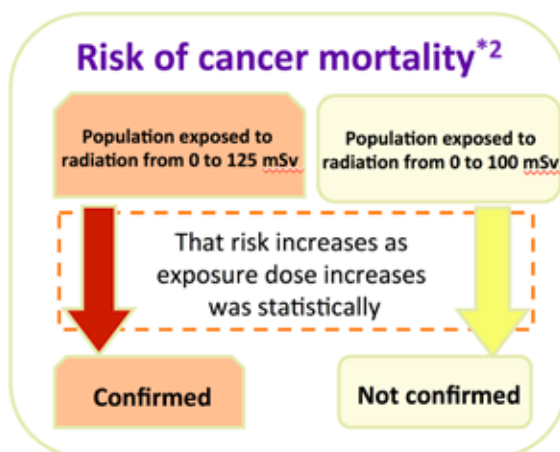 Risk of cancer mortality*2
Population exposed to
radiation from 0 to 125 mSv
Population exposed to
radiation from 0 to 100 mSv
That risk increases as
exposure dose increases
was statistically
Confirmed
Not confirmed